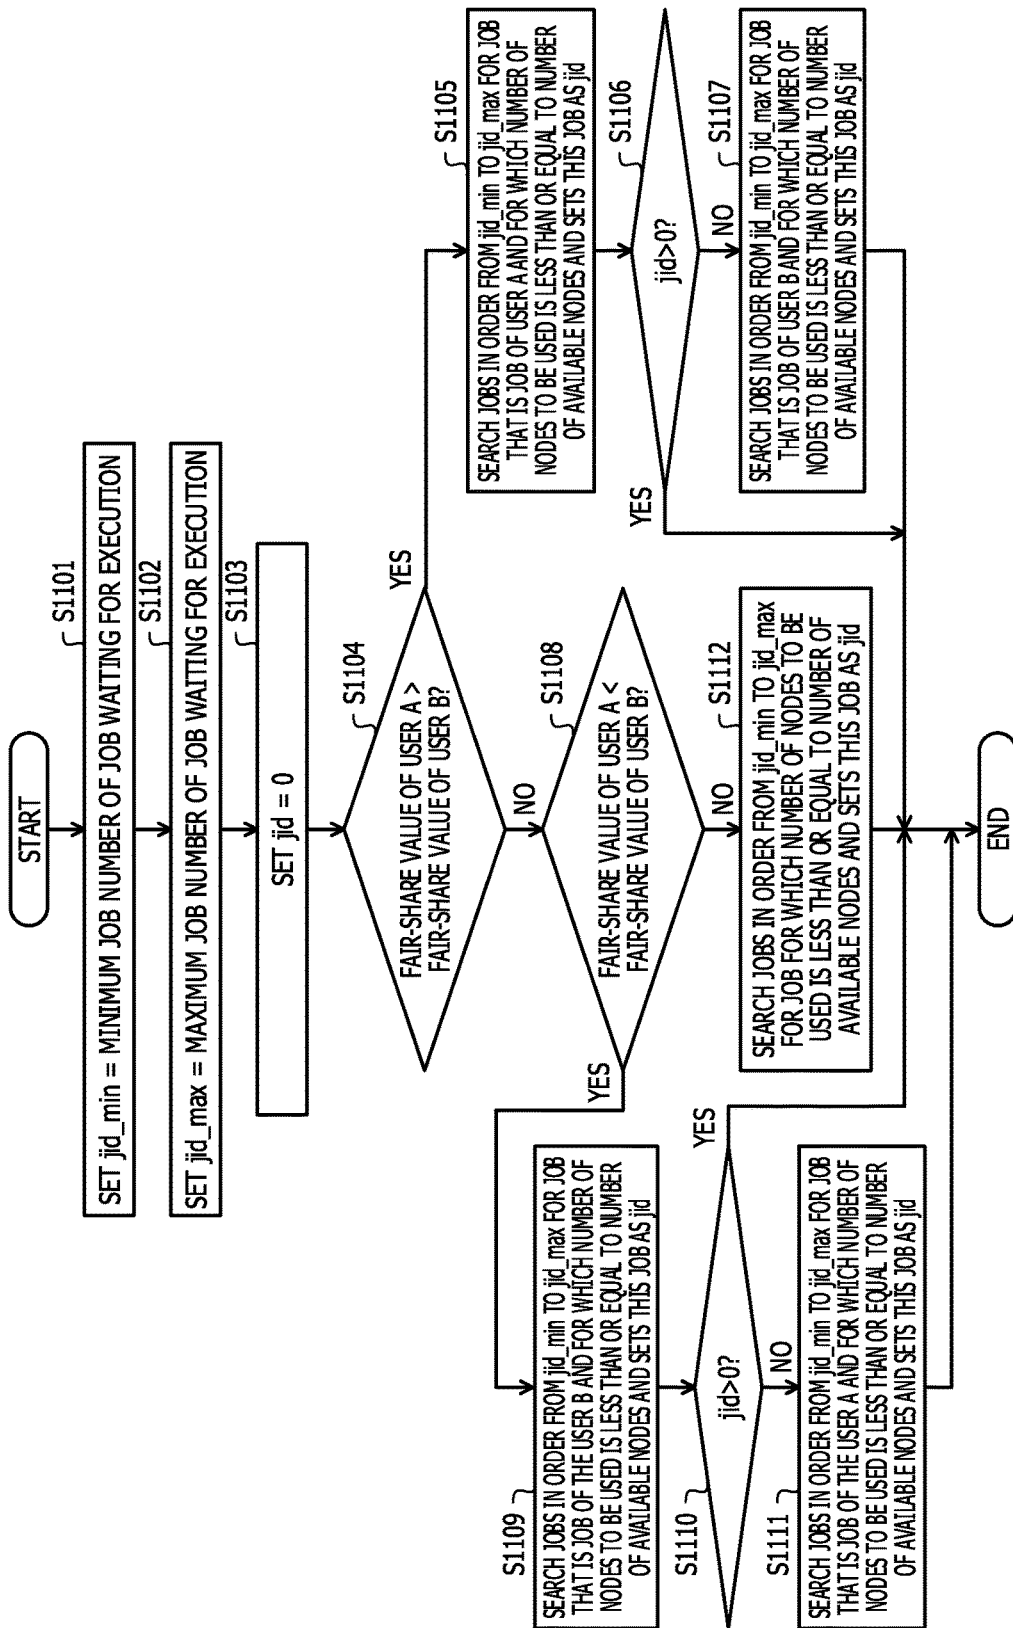 START
S1101
SET jid_min = MINIMUM JOB NUMBER OF JOB WAITING FOR EXECUTION
S1102
SET jid_max = MAXIMUM JOB NUMBER OF JOB WAITING FOR EXECUTION
S1103
SET jid = 0
S1104
FAIR-SHARE VALUE OF USER A >
FAIR-SHARE VALUE OF USER B?
YES
NO
S1105
SEARCH JOBS IN ORDER FROM jid_min TO jid_max FOR JOB
THAT IS JOB OF USER A AND FOR WHICH NUMBER OF
NODES TO BE USED IS LESS THAN OR EQUAL TO NUMBER
OF AVAILABLE NODES AND SETS THIS JOB AS jid
S1106
jid>0?
YES
NO
S1107
SEARCH JOBS IN ORDER FROM jid_min TO jid_max FOR JOB
THAT IS JOB OF USER B AND FOR WHICH NUMBER OF
NODES TO BE USED IS LESS THAN OR EQUAL TO NUMBER
OF AVAILABLE NODES AND SETS THIS JOB AS jid
S1108
FAIR-SHARE VALUE OF USER A <
FAIR-SHARE VALUE OF USER B?
YES
NO
S1109
SEARCH JOBS IN ORDER FROM jid_min TO jid_max FOR JOB
THAT IS JOB OF THE USER B AND FOR WHICH NUMBER OF
NODES TO BE USED IS LESS THAN OR EQUAL TO NUMBER
OF AVAILABLE NODES AND SETS THIS JOB AS jid
S1110
jid>0?
YES
NO
S1111
SEARCH JOBS IN ORDER FROM jid_min TO jid_max FOR JOB
THAT IS JOB OF THE USER A AND FOR WHICH NUMBER OF
NODES TO BE USED IS LESS THAN OR EQUAL TO NUMBER
OF AVAILABLE NODES AND SETS THIS JOB AS jid
S1112
SEARCH JOBS IN ORDER FROM jid_min TO jid_max
FOR JOB FOR WHICH NUMBER OF NODES TO BE
USED IS LESS THAN OR EQUAL TO NUMBER OF
AVAILABLE NODES AND SETS THIS JOB AS jid
END